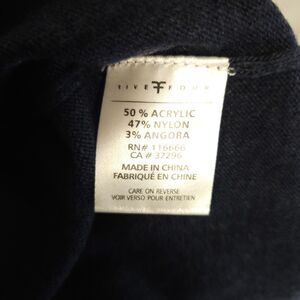 FIVE FOUR
50 % ACRYLIC
47% NYLON
3% ANGORA
RN# 116666
CA # 37296
MADE IN CHINA
FABRIQUÉ EN CHINE
CARE ON REVERSE
VOIR VERSO POUR ENTRETIEN